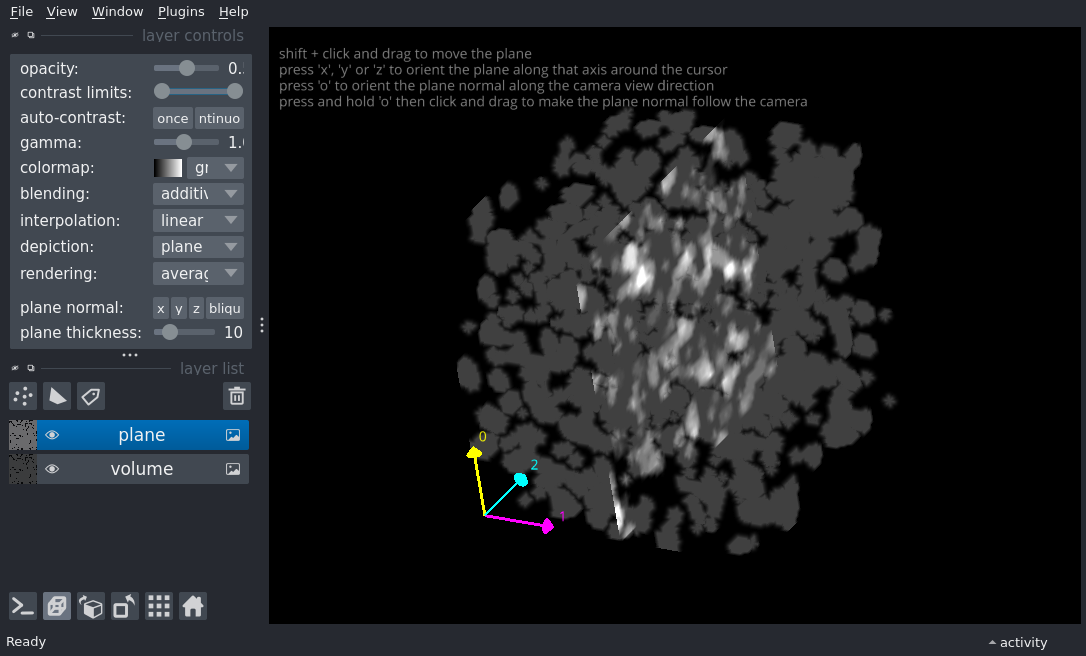 File View Window Plugins Help
layer controls
opacity: 0.
contrast limits:
auto-contrast: once ntinuo
gamma: 1.0
colormap: gr
blending: additiv
interpolation: linear
depiction: plane
rendering: averag
plane normal: x y z bliqu
plane thickness: 10
layer list
plane
volume
Ready
shift + click and drag to move the plane
press 'x', 'y' or 'z' to orient the plane along that axis around the cursor
press 'o' to orient the plane normal along the camera view direction
press and hold 'o' then click and drag to make the plane normal follow the camera
0
2
1
activity